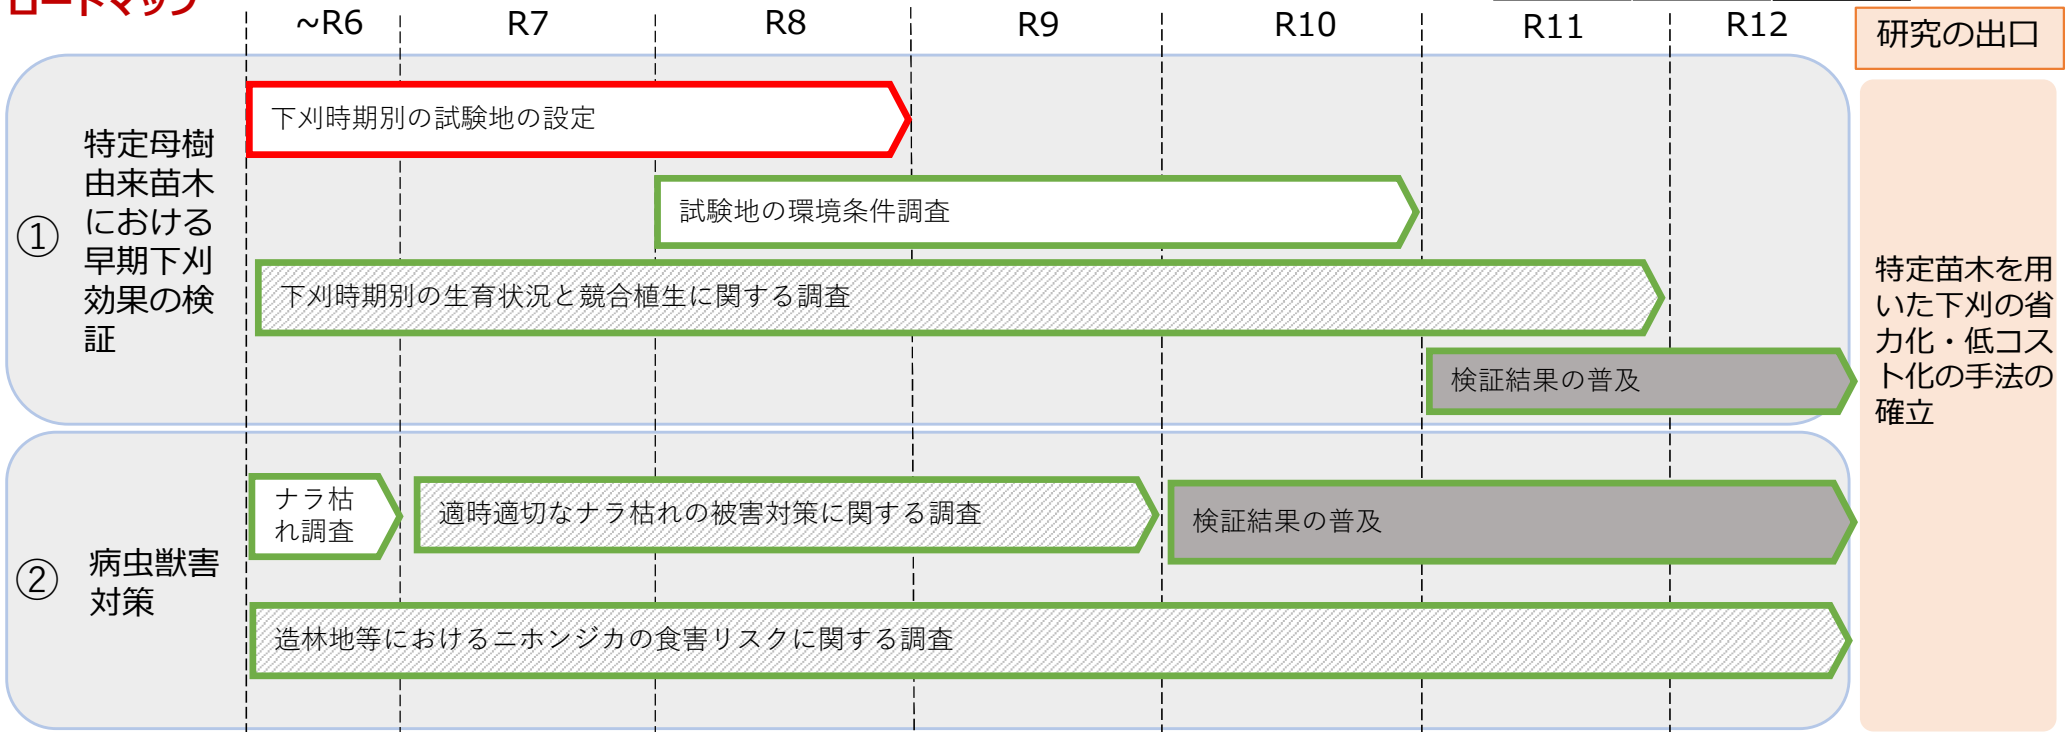 ロードマップ
~R6 R7 R8 R9 R10 R11 R12
研究の出口
①
特定母樹
由来苗木
における
早期下刈
効果の検
証
下刈時期別の試験地の設定
試験地の環境条件調査
下刈時期別の生育状況と競合植生に関する調査
検証結果の普及
②
病虫獣害
対策
ナラ枯
れ調査
適時適切なナラ枯れの被害対策に関する調査
検証結果の普及
造林地等におけるニホンジカの食害リスクに関する調査
特定苗木を用
いた下刈の省
力化・低コス
ト化の手法の
確立